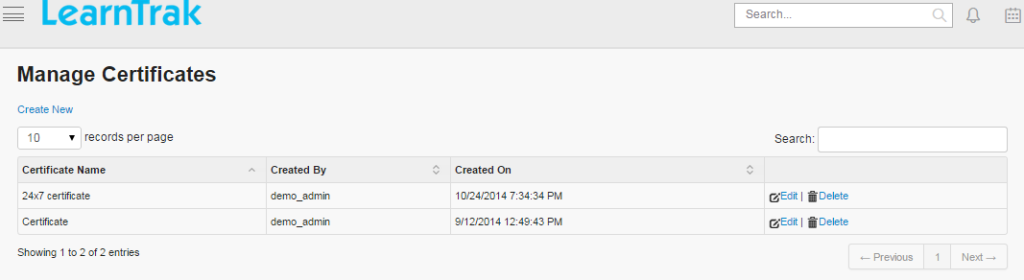 LearnTrak
Search...
Manage Certificates
Create New
10 records per page
Search:
Certificate Name Created By Created On
24x7 certificate demo_admin 10/24/2014 7:34:34 PM Edit | Delete
Certificate demo_admin 9/12/2014 12:49:43 PM Edit | Delete
Showing 1 to 2 of 2 entries
← Previous 1 Next →